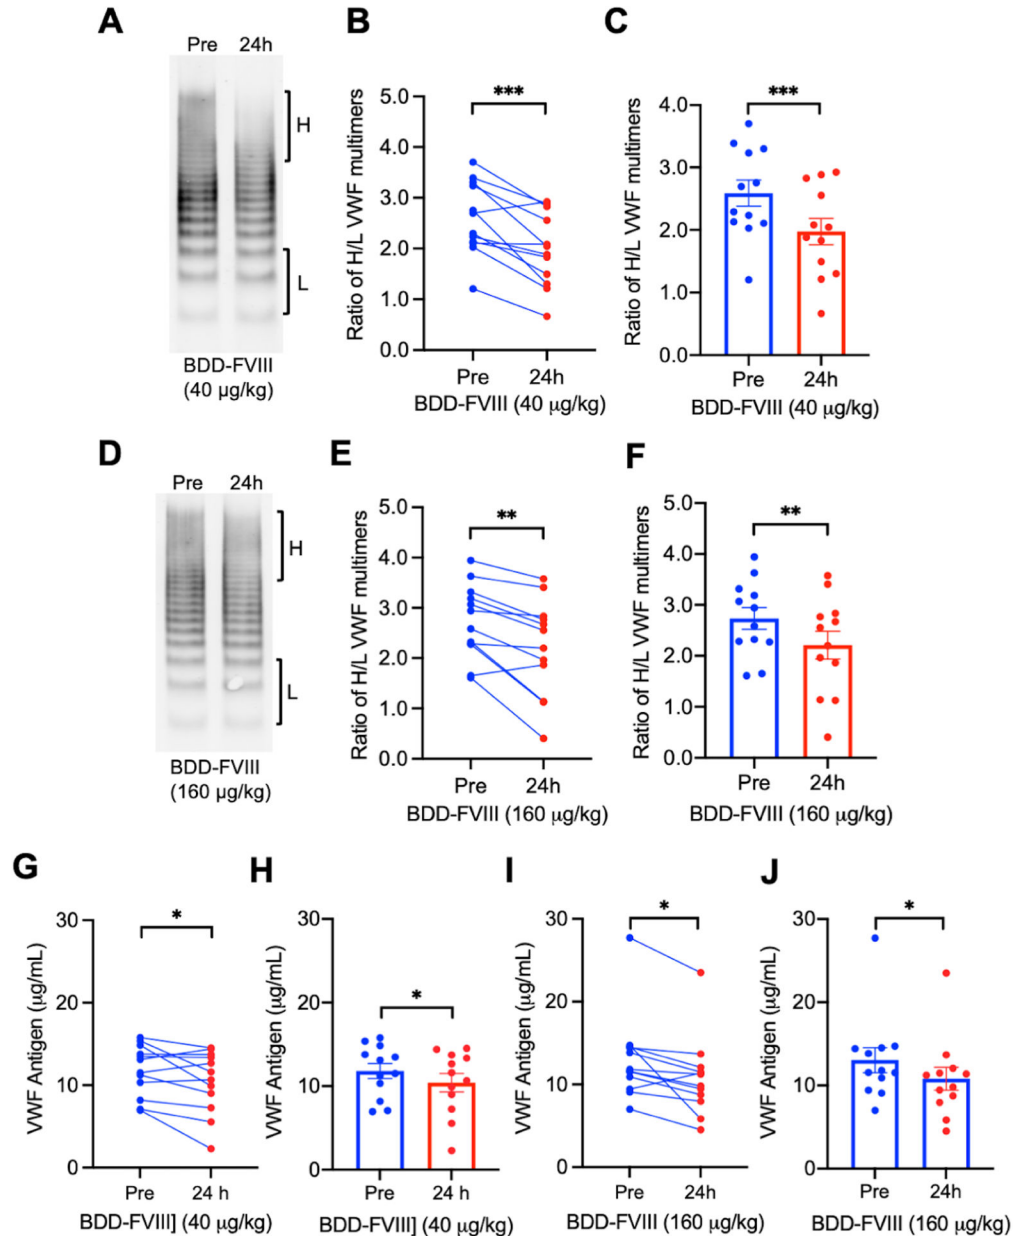 A
Pre 24h
H
L
BDD-FVIII
(40 µg/kg)
B
Ratio of H/L VWF multimers
5.0
4.0
3.0
2.0
1.0
0.0
***
Pre 24h
BDD-FVIII (40 µg/kg)
C
Ratio of H/L VWF multimers
4.0
3.0
2.0
1.0
0.0
***
Pre 24h
BDD-FVIII (40 µg/kg)
D
Pre 24h
H
L
BDD-FVIII
(160 µg/kg)
E
Ratio of H/L VWF multimers
5.0
4.0
3.0
2.0
1.0
0.0
**
Pre 24h
BDD-FVIII (160 µg/kg)
F
Ratio of H/L VWF multimers
5.0
4.0
3.0
2.0
1.0
0.0
**
Pre 24h
BDD-FVIII (160 µg/kg)
G
VWF Antigen (µg/mL)
30
20
10
0
*
Pre 24 h
BDD-FVIII] (40 µg/kg)
H
VWF Antigen (µg/mL)
30
20
10
0
*
Pre 24 h
BDD-FVIII] (40 µg/kg)
I
VWF Antigen (µg/mL)
30
20
10
0
*
Pre 24h
BDD-FVIII (160 µg/kg)
J
VWF Antigen (µg/mL)
30
20
10
0
*
Pre 24h
BDD-FVIII (160 µg/kg)